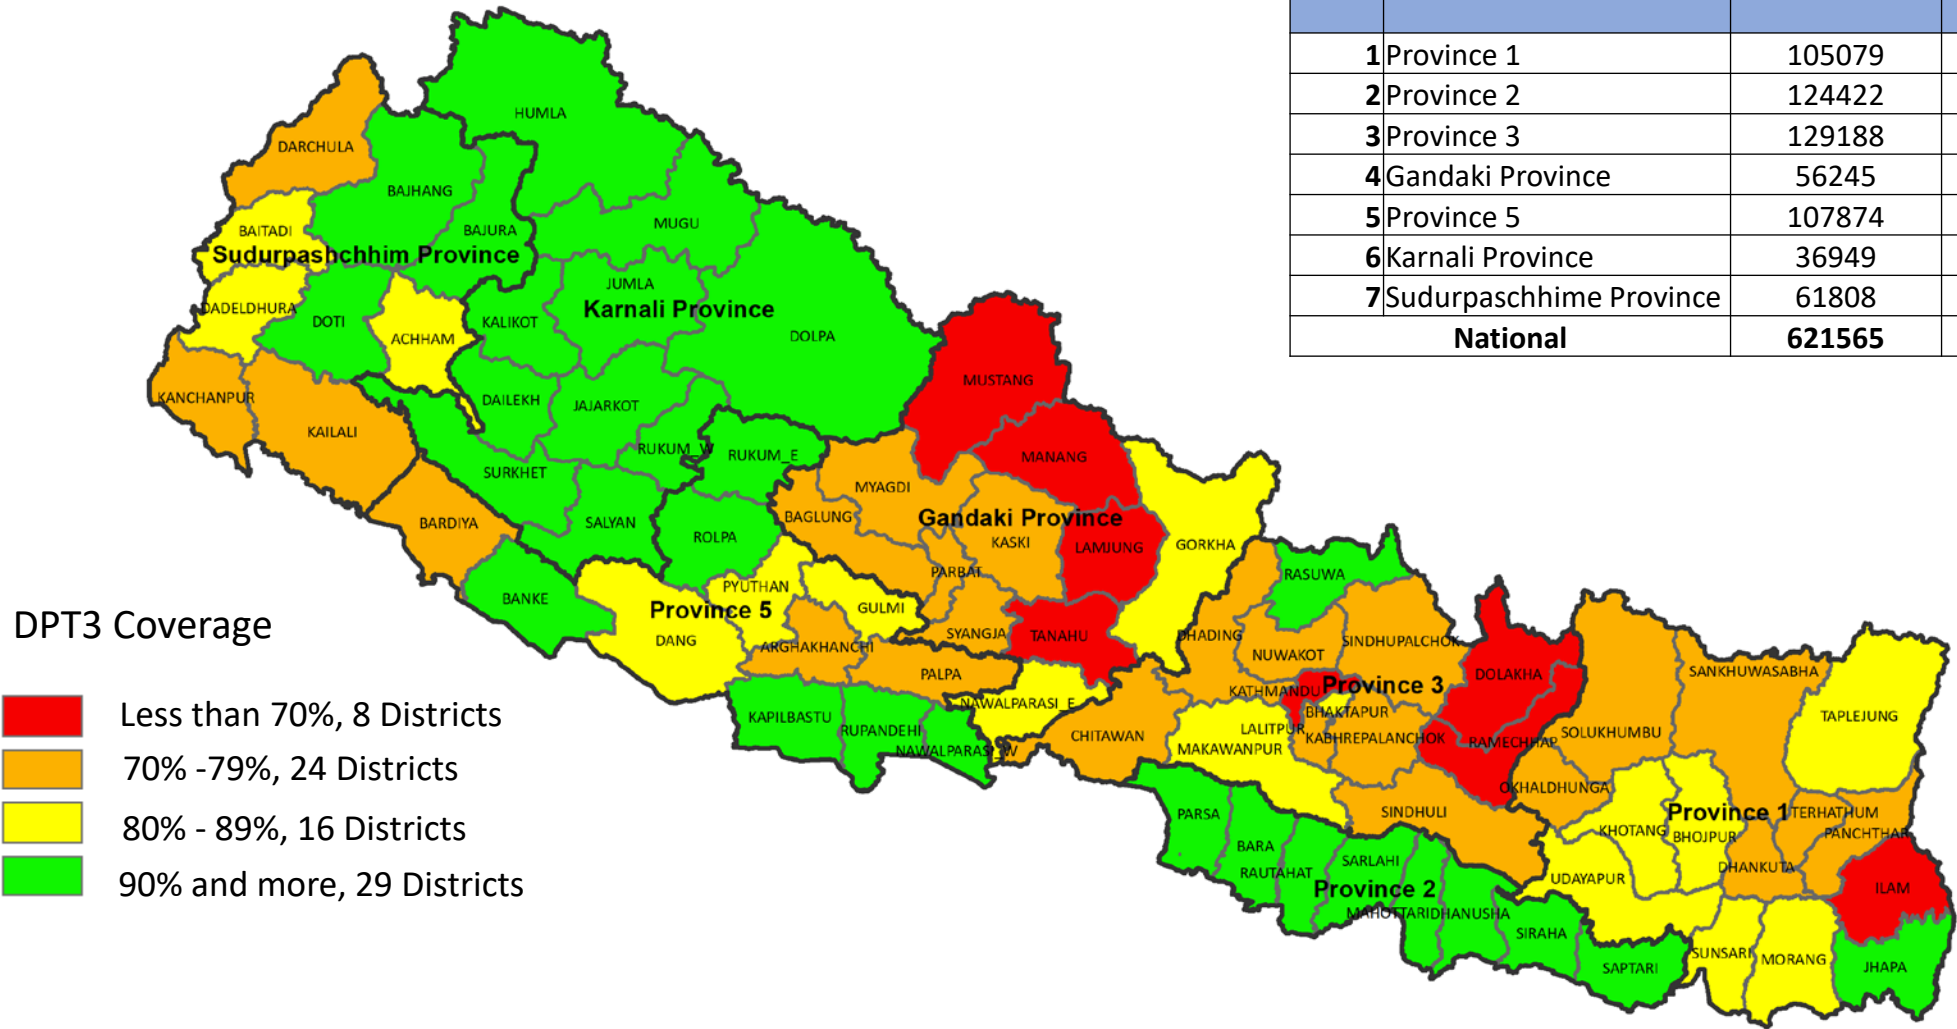 1 Province 1 105079
2 Province 2 124422
3 Province 3 129188
4 Gandaki Province 56245
5 Province 5 107874
6 Karnali Province 36949
7 Sudurpaschhime Province 61808
National 621565
HUMLA
DARCHULA
BAJHANG
BAITADI
BAJURA
MUGU
Sudurpashchhim Province
JUMLA
DADELDHURA
DOTI
KALIKOT
Karnali Province
ACHHAM
DOLPA
MUSTANG
KANCHANPUR
DAILEKH
JAJARKOT
KAILALI
RUKUM_W
RUKUM_E
MANANG
SURKHET
MYAGDI
BARDIYA
SALYAN
BAGLUNG
Gandaki Province
ROLPA
KASKI
LAMJUNG
GORKHA
PARBAT
RASUWA
PYUTHAN
BANKE
Province 5
GULMI
DPT3 Coverage
DANG
ARGHAKHANCHI
SYANGJA
TANAHU
DHADING
NUWAKOT
SINDHUPALCHOK
PALPA
DOLAKHA
SANKHUWASABHA
KATHMANDU
Province 3
NAWALPARASI_E
BHAKTAPUR
Less than 70%, 8 Districts
KAPILBASTU
RUPANDEHI
NAWALPARASI_W
CHITAWAN
LALITPUR
MAKAWANPUR
KABHREPALANCHOK
RAMECHHAP
SOLUKHUMBU
TAPLEJUNG
70% -79%, 24 Districts
OKHALDHUNGA
PARSA
SINDHULI
Province 1
TERHATHUM
80% - 89%, 16 Districts
KHOTANG
BHOJPUR
PANCHTHAR
BARA
RAUTAHAT
SARLAHI
DHANKUTA
UDAYAPUR
90% and more, 29 Districts
Province 2
ILAM
MAHOTTARI
DHANUSHA
SIRAHA
SUNSARI
MORANG
SAPTARI
JHAPA